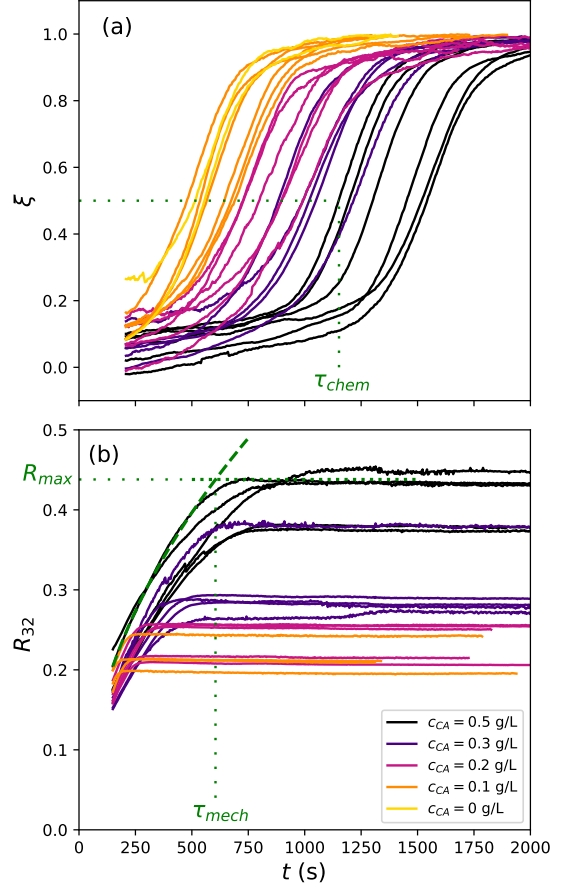 (a)
1.0
0.8
0.6
0.4
0.2
0.0
ξ
τchem
(b)
0.5
0.4
0.3
0.2
0.1
0.0
Rmax
R32
τmech
cCA = 0.5 g/L
cCA = 0.3 g/L
cCA = 0.2 g/L
cCA = 0.1 g/L
cCA = 0 g/L
0 250 500 750 1000 1250 1500 1750 2000
t (s)